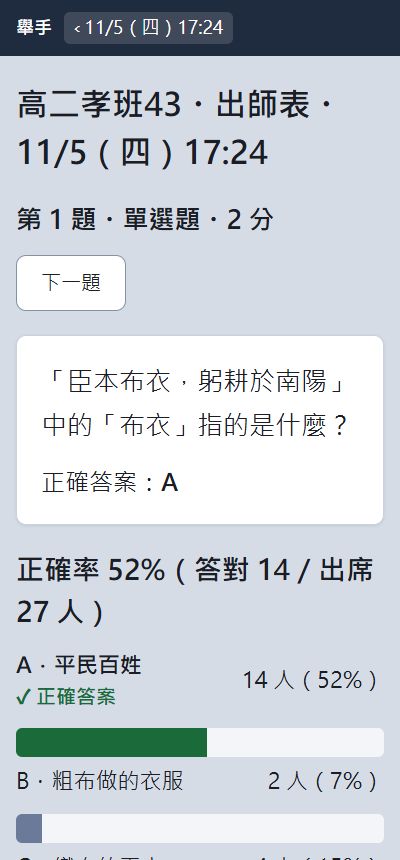 舉手 ‹ 11/5（四）17:24
高二孝班43・出師表・
11/5（四）17:24
第 1 題・單選題・2 分
下一題
「臣本布衣，躬耕於南陽」
中的「布衣」指的是什麼？
正確答案：A
正確率 52%（答對 14 / 出席
27 人）
A・平民百姓
✓ 正確答案
14 人（52%）
B・粗布做的衣服 2 人（7%）